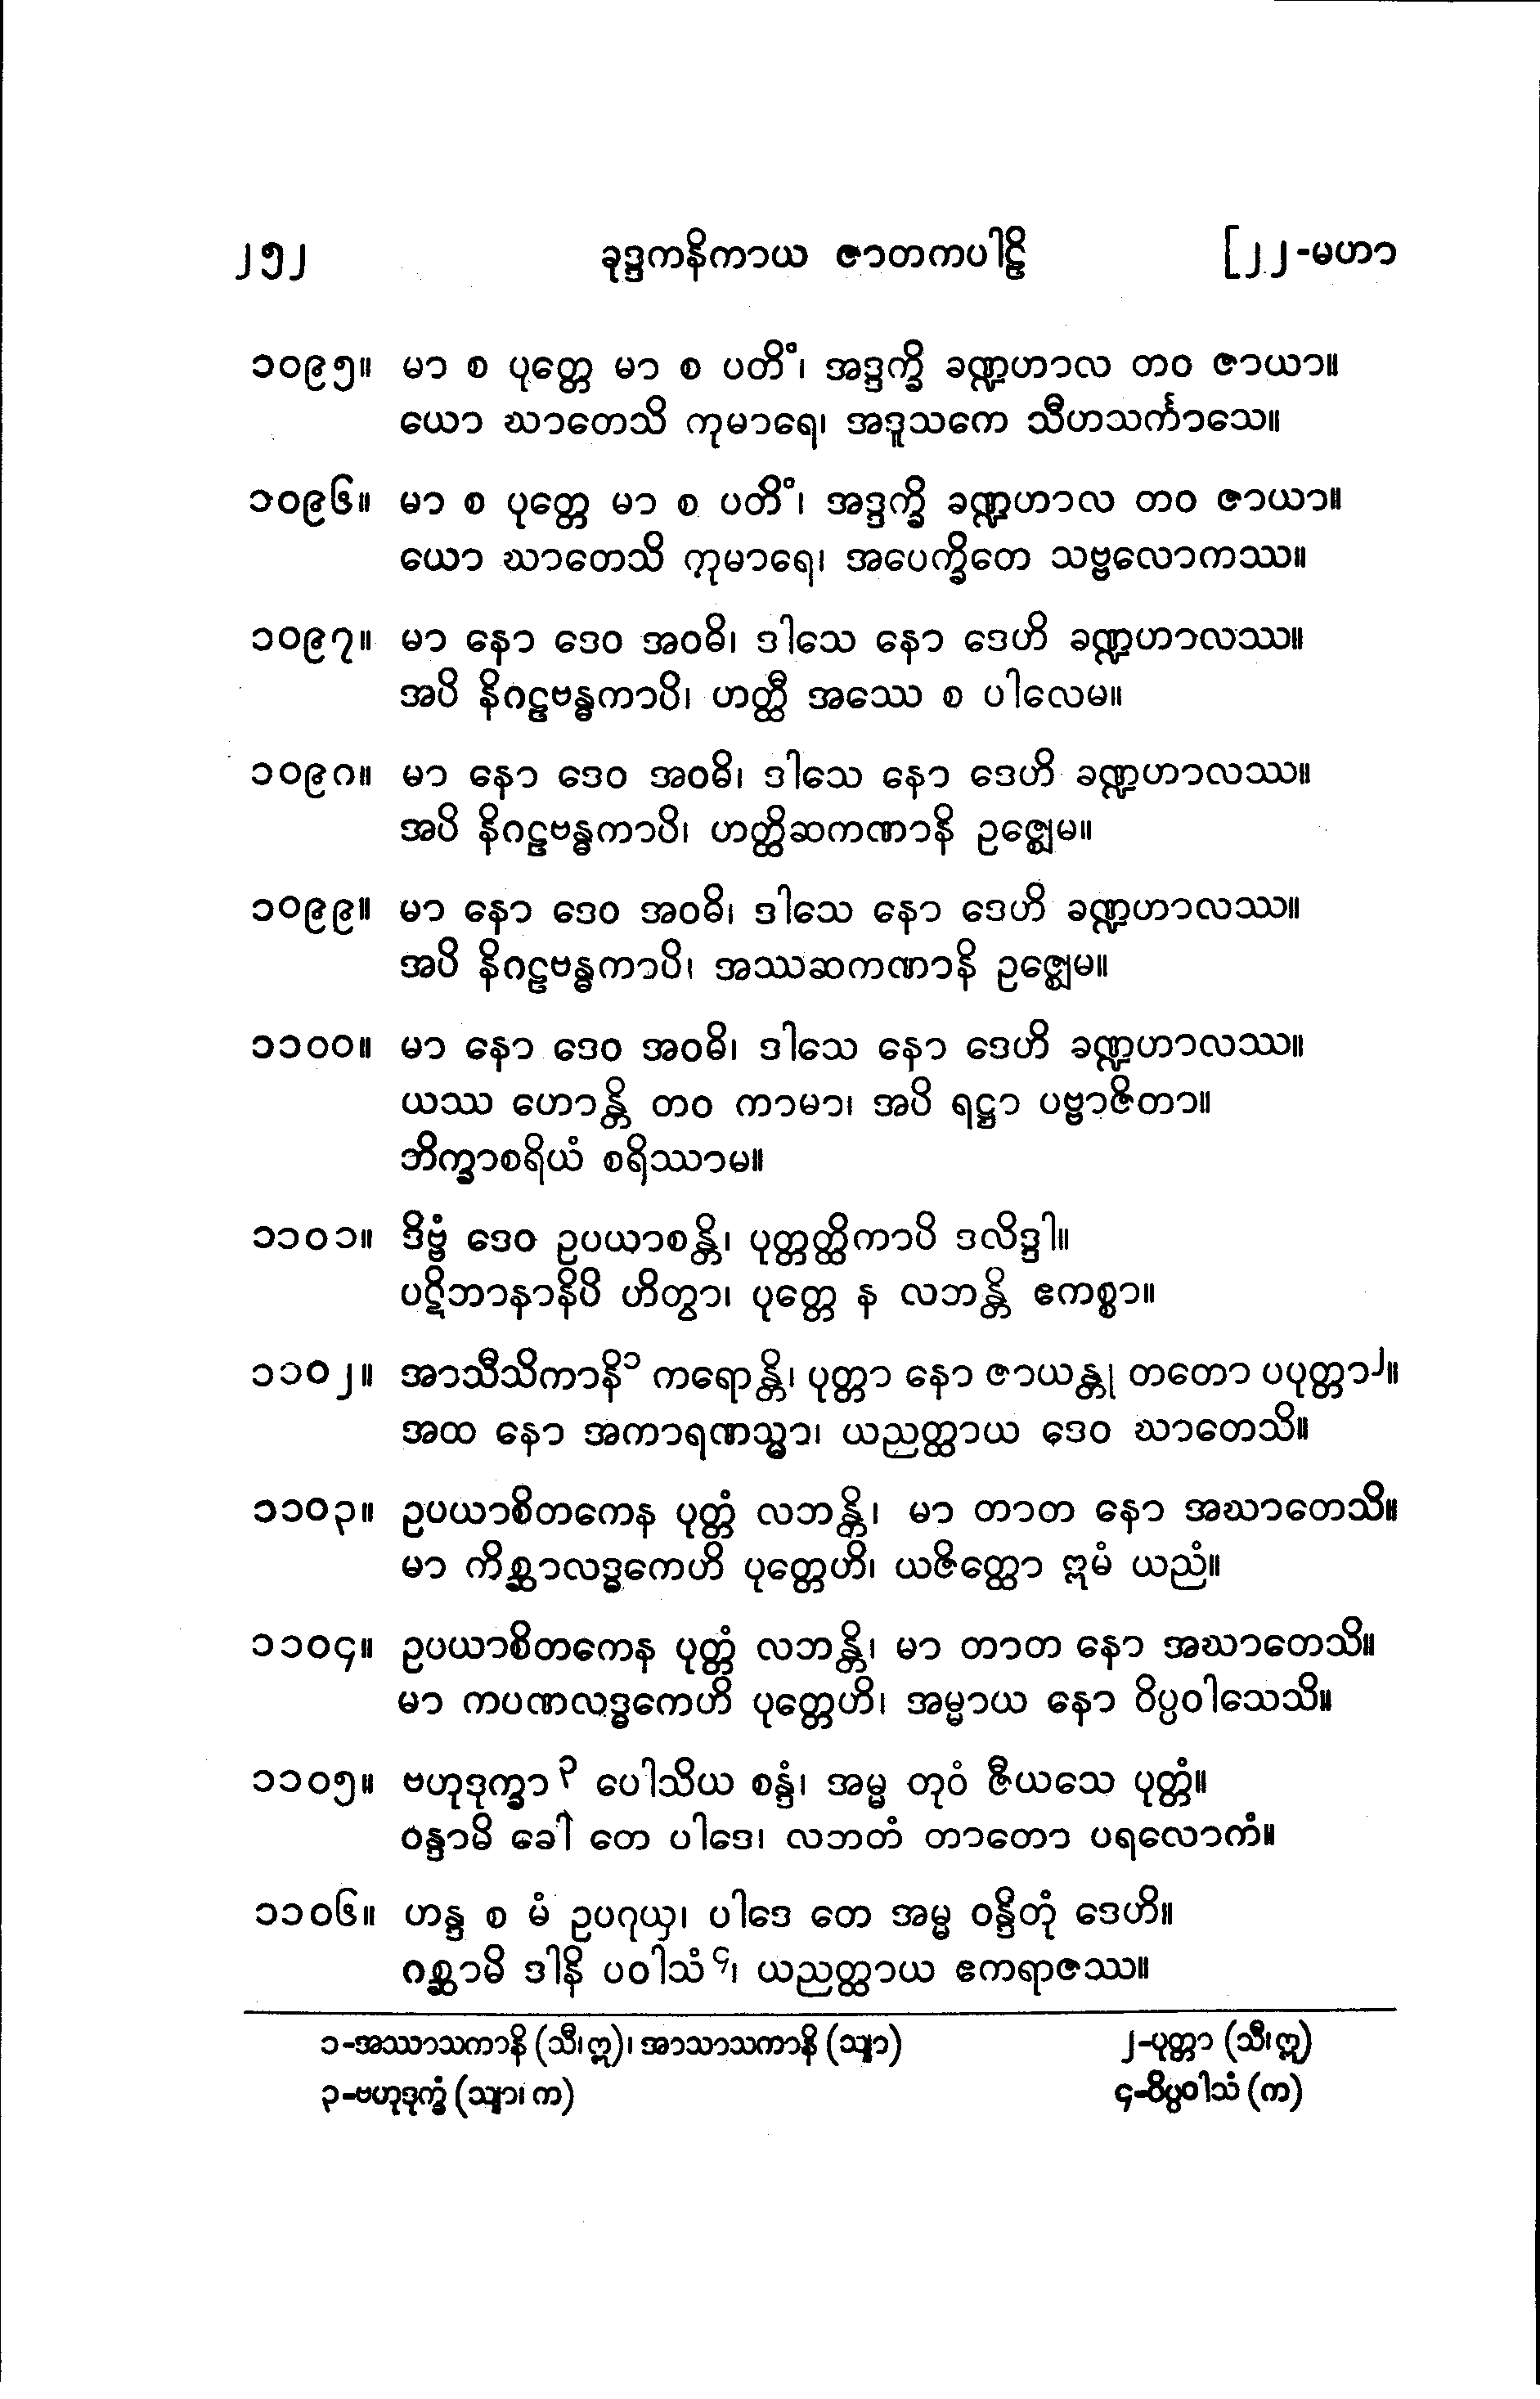 ၂၅၂ ခုဒ္ဒကနိကာယ ဇာတကပါဠိ [၂၂-မဟာ
၁၀၉၅။ မာ စ ပုတ္တေ မာ စ ပတိံ၊ အဒ္ဒက္ခိ ခဏ္ဍဟာလ တဝ ဇာယာ။
ယော ဃာတေသိ ကုမာရေ၊ အဒူသကေ သီဟသင်္ကာသေ။
၁၀၉၆။ မာ စ ပုတ္တေ မာ စ ပတိံ၊ အဒ္ဒက္ခိ ခဏ္ဍဟာလ တဝ ဇာယာ။
ယော ဃာတေသိ ကုမာရေ၊ အပေက္ခိတေ သဗ္ဗလောကဿ။
၁၀၉၇။ မာ နော ဒေဝ အဝဓိ၊ ဒါသေ နော ဒေဟိ ခဏ္ဍဟာလဿ။
အပိ နိဂဠဗန္ဓကာပိ၊ ဟတ္ထီ အဿေ စ ပါလေမ။
၁၀၉၈။ မာ နော ဒေဝ အဝဓိ၊ ဒါသေ နော ဒေဟိ ခဏ္ဍဟာလဿ။
အပိ နိဂဠဗန္ဓကာပိ၊ ဟတ္ထိဆကဏာနိ ဥဇ္ဈေမ။
၁၀၉၉။ မာ နော ဒေဝ အဝဓိ၊ ဒါသေ နော ဒေဟိ ခဏ္ဍဟာလဿ။
အပိ နိဂဠဗန္ဓကာပိ၊ အဿဆကဏာနိ ဥဇ္ဈေမ။
၁၁၀၀။ မာ နော ဒေဝ အဝဓိ၊ ဒါသေ နော ဒေဟိ ခဏ္ဍဟာလဿ။
ယဿ ဟောန္တိ တဝ ကာမာ၊ အပိ ရဋ္ဌာ ပဗ္ဗာဇိတာ။
ဘိက္ခာစရိယံ စရိဿာမ။
၁၁၀၁။ ဒိဗ္ဗံ ဒေဝ ဥပယာစန္တိ၊ ပုတ္တတ္ထိကာပိ ဒလိဒ္ဒါ။
ပဋိဘာနာနိပိ ဟိတွာ၊ ပုတ္တေ န လဘန္တိ ဧကစ္စာ။
၁၁၀၂။ အာသီသိကာနိ၁ ကရောန္တိ၊ ပုတ္တာ နော ဇာယန္တု တတော ပပုတ္တာ၂။
အထ နော အကာရဏသ္မာ၊ ယညတ္ထာယ ဒေဝ ဃာတေသိ။
၁၁၀၃။ ဥပယာစိတကေန ပုတ္တံ လဘန္တိ၊ မာ တာတ နော အဃာတေသိ။
မာ ကိစ္ဆာလဒ္ဓကေဟိ ပုတ္တေဟိ၊ ယဇိတ္ထော ဣမံ ယညံ။
၁၁၀၄။ ဥပယာစိတကေန ပုတ္တံ လဘန္တိ၊ မာ တာတ နော အဃာတေသိ။
မာ ကပဏလဒ္ဓကေဟိ ပုတ္တေဟိ၊ အမ္မာယ နော ဝိပ္ပဝါသေသိ။
၁၁၀၅။ ဗဟုဒုက္ခာ၃ ပေါသိယ စန္ဒံ၊ အမ္မ တုဝံ ဇီယသေ ပုတ္တံ။
ဝန္ဒာမိ ခေါ တေ ပါဒေ၊ လဘတံ တာတော ပရလောကံ။
၁၁၀၆။ ဟန္ဒ စ မံ ဥပဂုယှ၊ ပါဒေ တေ အမ္မ ဝန္ဒိတုံ ဒေဟိ။
ဂစ္ဆာမိ ဒါနိ ပဝါသံ၄၊ ယညတ္ထာယ ဧကရာဇဿ။
၁-အဿာသကာနိ (သီ၊ ဣ)၊ အာသာသကာနိ (သျာ) ၂-ပုတ္တာ (သီ၊ ဣ)
၃-ဗဟုဒုက္ခံ (သျာ၊ က) ၄-ဝိပ္ပဝါသံ (က)